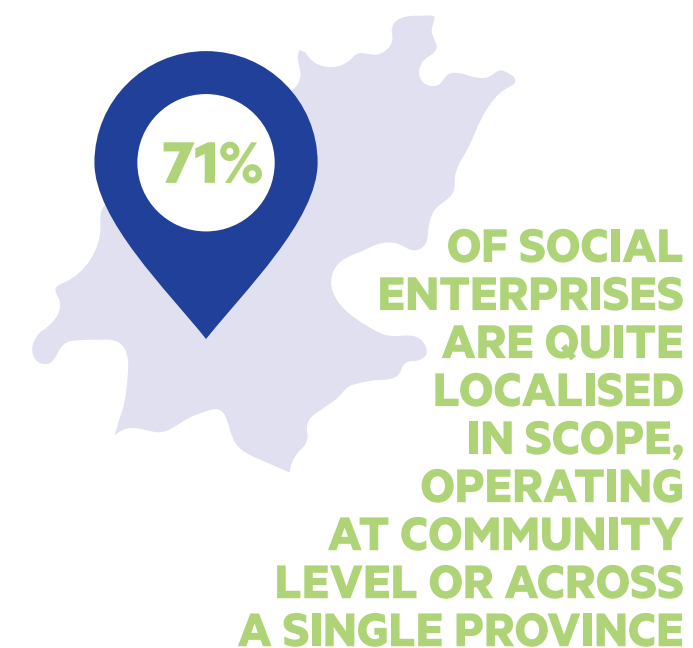 71%
OF SOCIAL
ENTERPRISES
ARE QUITE
LOCALISED
IN SCOPE,
OPERATING
AT COMMUNITY
LEVEL OR ACROSS
A SINGLE PROVINCE